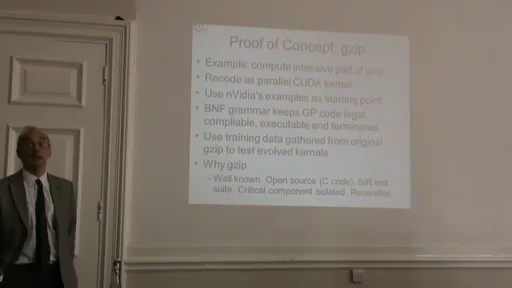 Proof of Concept: gzip
• Example: compute intensive part of gzip
• Recode as parallel CUDA kernel
• Use nVidia's examples as starting point
• BNF grammar keeps GP code legal,
compliable, executable and terminates.
• Use training data gathered from original
gzip to test evolved kernels
• Why gzip
– Well known. Open source (C code). SIR test
suite. Critical component isolated. Reversible.